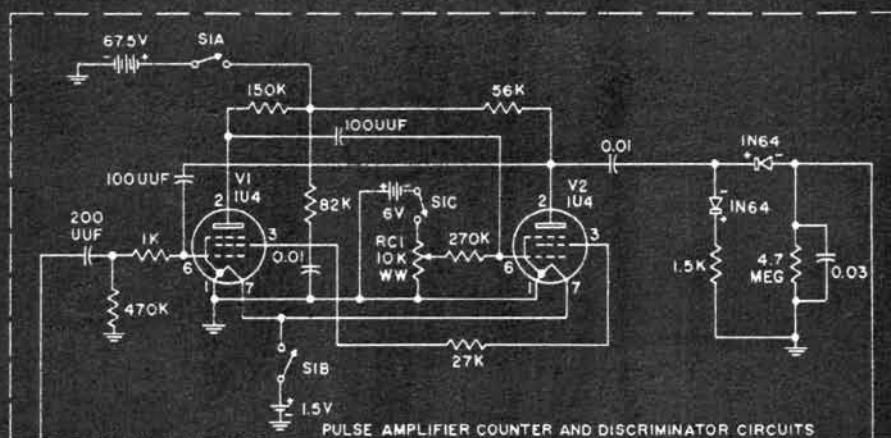 67.5V
- +
S1A
150K
56K
100UUF
0.01
1N64
+ -
100UUF
V1
1U4
2
82K
+ -
6V
S1C
V2
1U4
2
-
1N64
+
200
UUF
1K
3
RC1
10K
WW
270K
3
1.5K
4.7
MEG
0.03
6
0.01
6
1
7
1
7
470K
27K
S1B
+
-
1.5V
PULSE AMPLIFIER COUNTER AND DISCRIMINATOR CIRCUITS